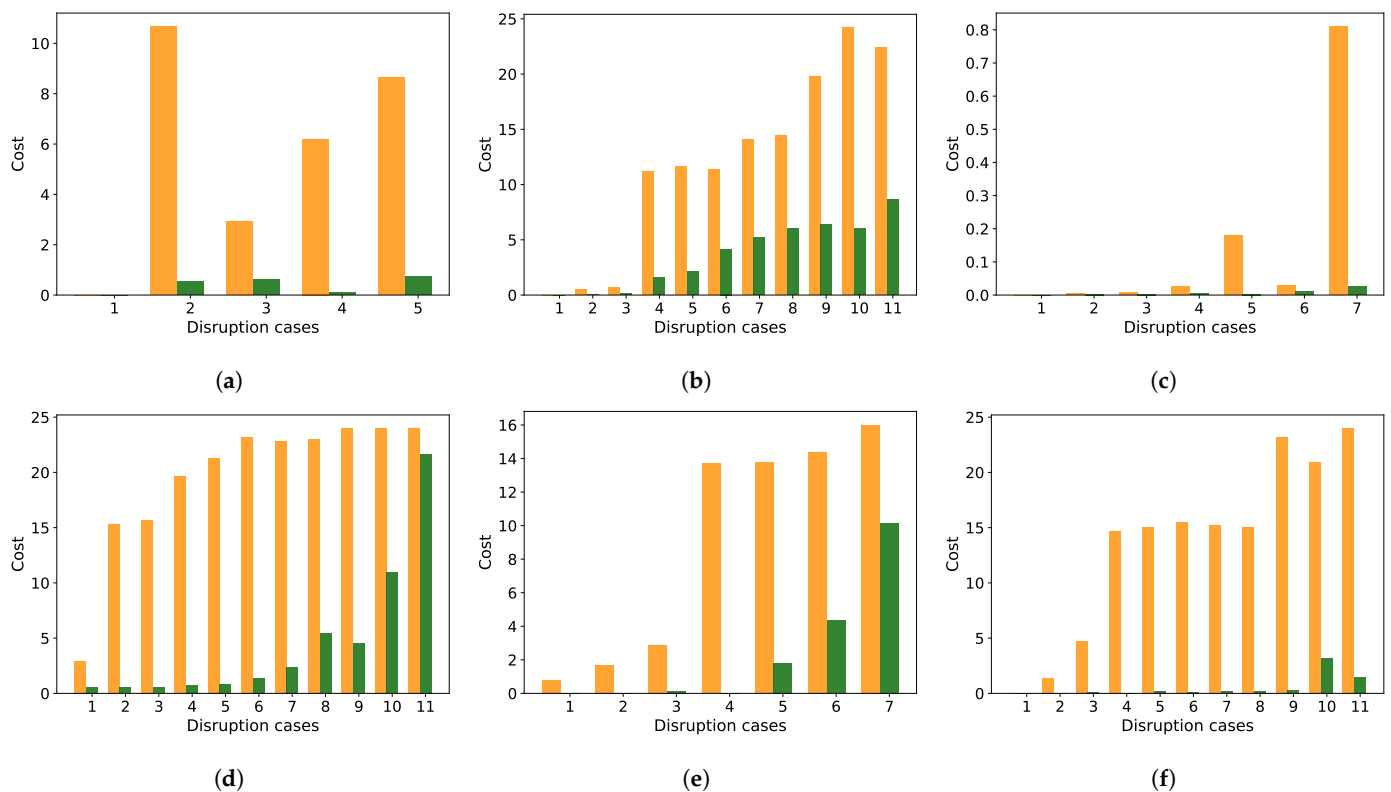 Cost
10
8
6
4
2
0
1 2 3 4 5
Disruption cases
(a)
Cost
25
20
15
10
5
0
1 2 3 4 5 6 7 8 9 10 11
Disruption cases
(b)
Cost
0.8
0.7
0.6
0.5
0.4
0.3
0.2
0.1
0.0
1 2 3 4 5 6 7
Disruption cases
(c)
Cost
25
20
15
10
5
0
1 2 3 4 5 6 7 8 9 10 11
Disruption cases
(d)
Cost
16
14
12
10
8
6
4
2
0
1 2 3 4 5 6 7
Disruption cases
(e)
Cost
25
20
15
10
5
0
1 2 3 4 5 6 7 8 9 10 11
Disruption cases
(f)